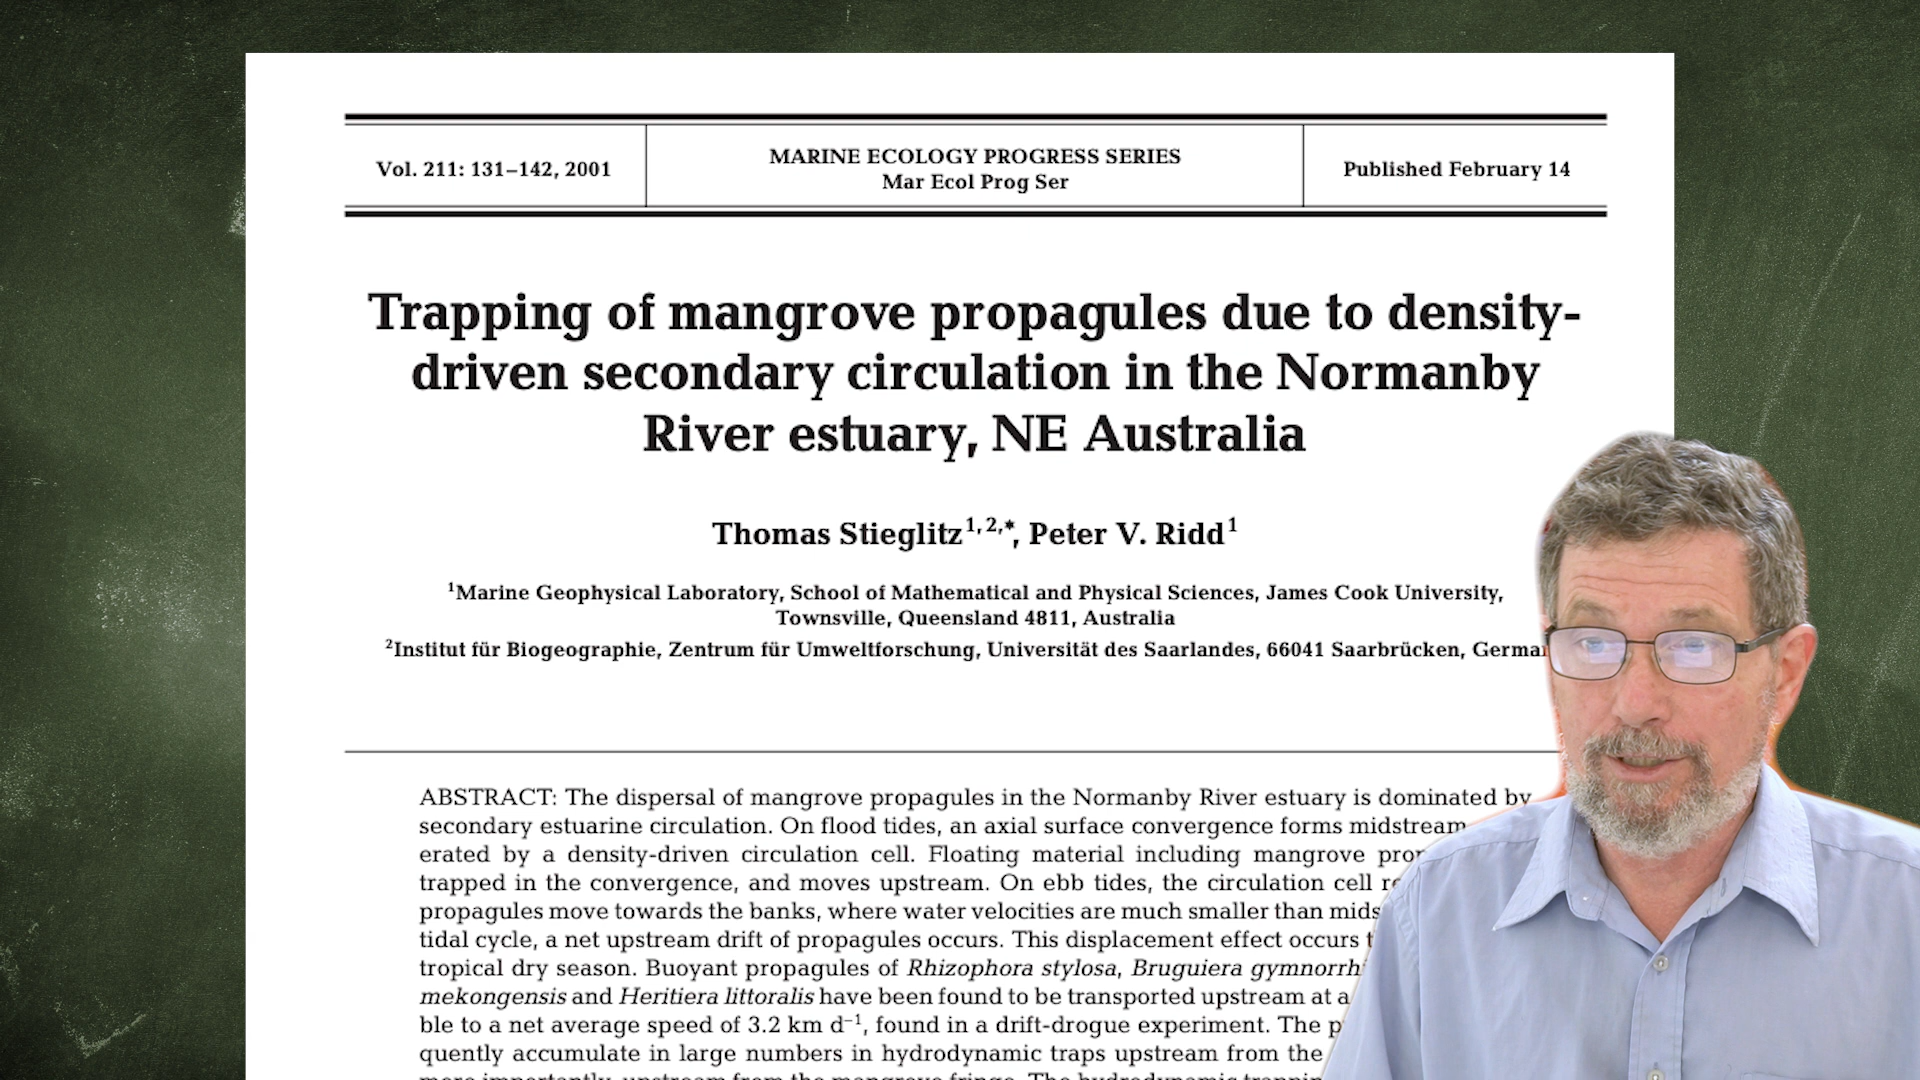 Vol. 211: 131–142, 2001
MARINE ECOLOGY PROGRESS SERIES
Mar Ecol Prog Ser
Published February 14
Trapping of mangrove propagules due to density-
driven secondary circulation in the Normanby
River estuary, NE Australia
Thomas Stieglitz1, 2,*, Peter V. Ridd1
1Marine Geophysical Laboratory, School of Mathematical and Physical Sciences, James Cook University,
Townsville, Queensland 4811, Australia
2Institut für Biogeographie, Zentrum für Umweltforschung, Universität des Saarlandes, 66041 Saarbrücken,
ABSTRACT: The dispersal of mangrove propagules in the Normanby River estuary is dominated by
secondary estuarine circulation. On flood tides, an axial surface convergence forms midstream
erated by a density-driven circulation cell. Floating material including mangrove
trapped in the convergence, and moves upstream. On ebb tides, the circulation cell
propagules move towards the banks, where water velocities are much smaller than
tidal cycle, a net upstream drift of propagules occurs. This displacement effect occurs
tropical dry season. Buoyant propagules of Rhizophora stylosa, Bruguiera
mekongensis and Heritiera littoralis have been found to be transported upstream at a
ble to a net average speed of 3.2 km d−1, found in a drift-drogue experiment. The
quently accumulate in large numbers in hydrodynamic traps upstream from the
more importantly, upstream from the mangrove fringe. The hydrodynamic